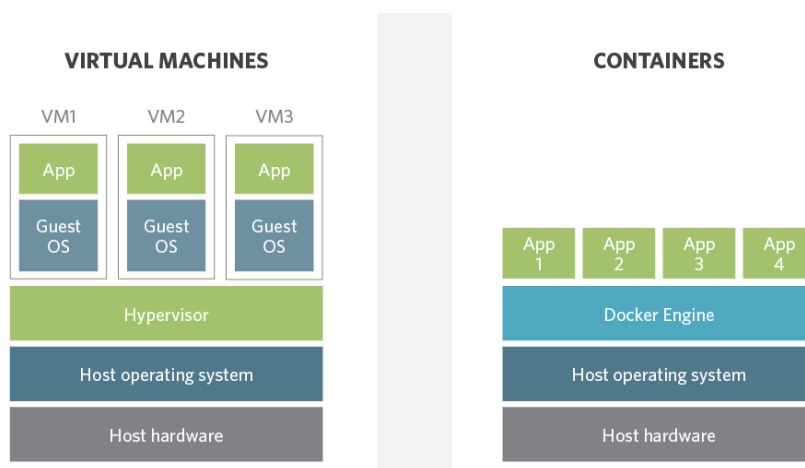 VIRTUAL MACHINES
VM1
VM2
VM3
App
App
App
Guest
OS
Guest
OS
Guest
OS
Hypervisor
Host operating system
Host hardware
CONTAINERS
App
1
App
2
App
3
App
4
Docker Engine
Host operating system
Host hardware